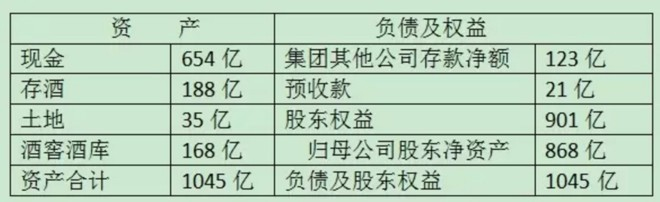 资 产 负债及权益
现金 654 亿 集团其他公司存款净额 123 亿
存酒 188 亿 预收款 21 亿
土地 35 亿 股东权益 901 亿
酒窖酒库 168 亿 归母公司股东净资产 868 亿
资产合计 1045 亿 负债及股东权益 1045 亿